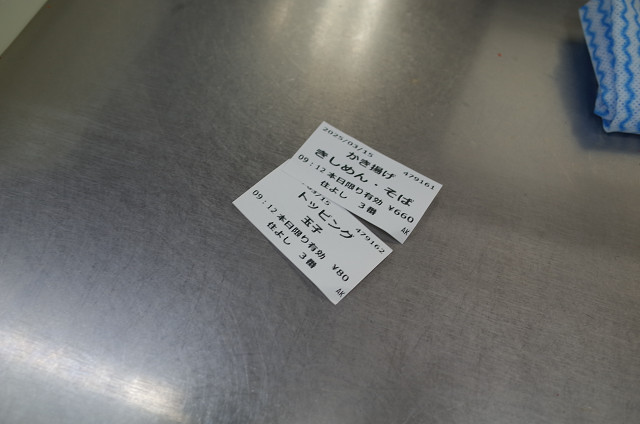 2025/03/15 479161
かき揚げ
きしめん・そば
09:12 本日限り有効 ¥660
住よし 3番 AK
/15 479162
トッピング
玉子
09:12 本日限り有効 ¥80
住よし 3番 AK